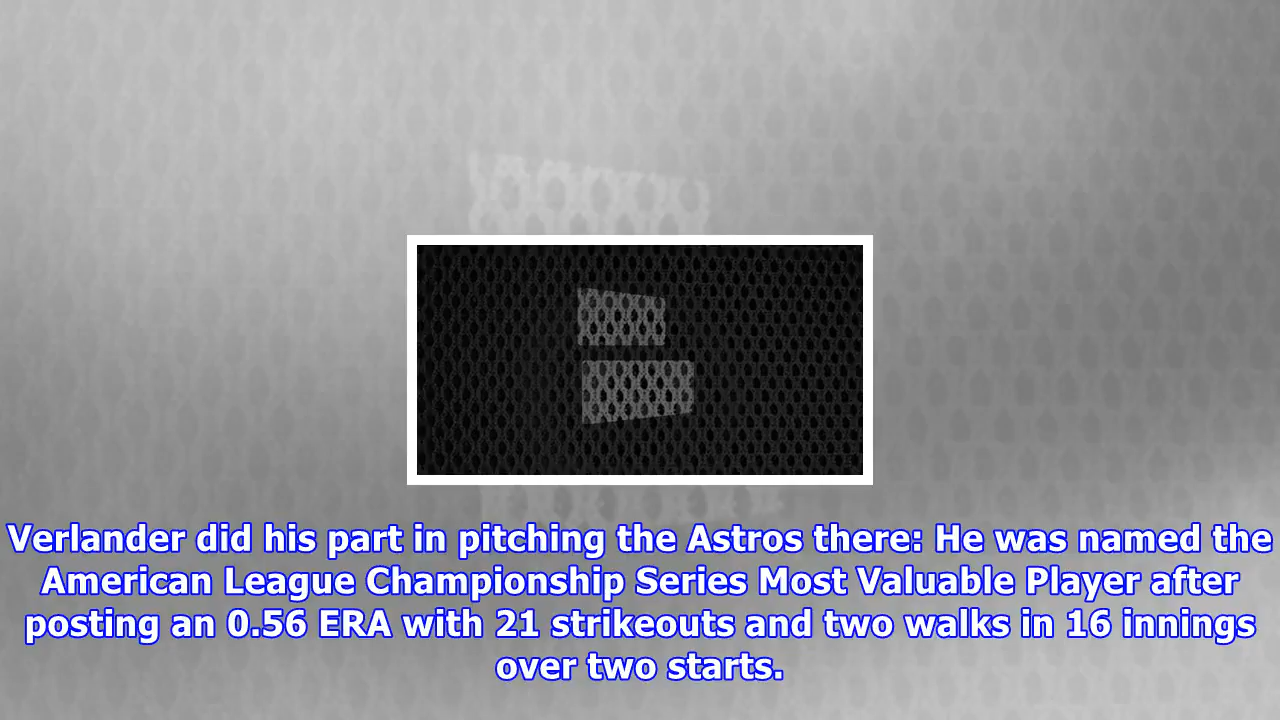 Verlander did his part in pitching the Astros there: He was named the
American League Championship Series Most Valuable Player after
posting an 0.56 ERA with 21 strikeouts and two walks in 16 innings
over two starts.